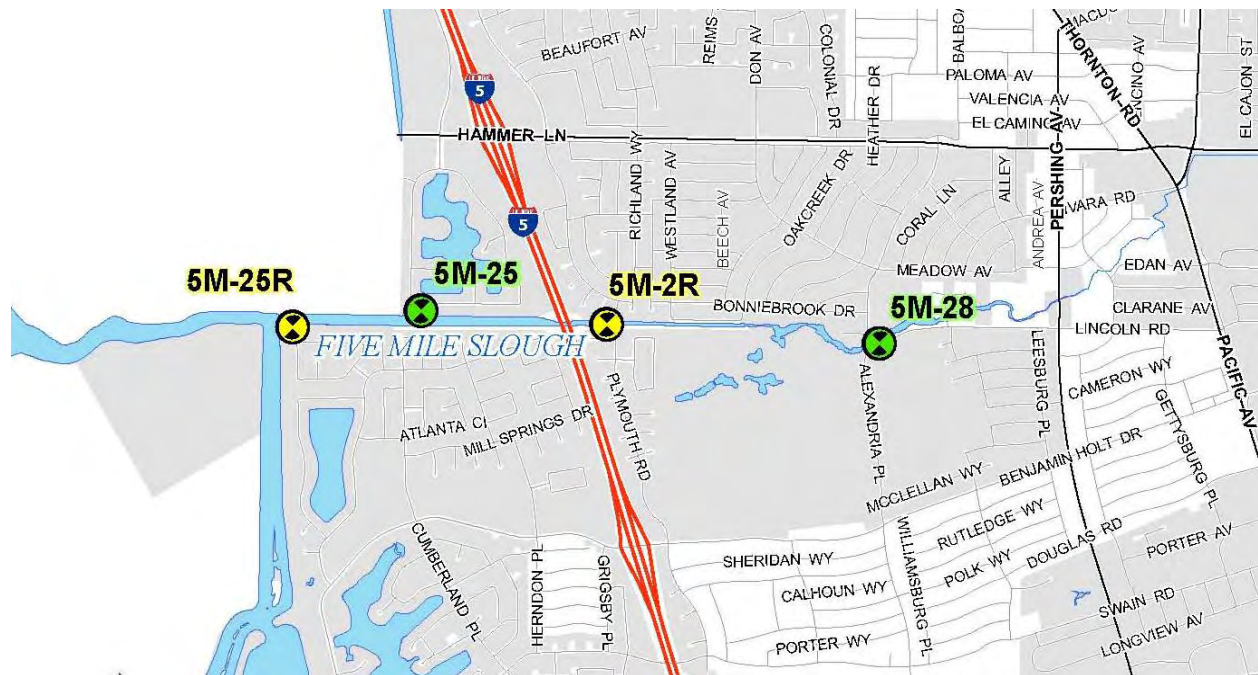 BEAUFORT AV
REIMS
DON AV
COLONIAL DR
HEATHER DR
BALBOA
MACDU
THORNTON RD
PALOMA AV
VALENCIA AV
EL CAMINO AV
ENCINO AV
EL CAJON ST
5
HAMMER LN
RICHLAND WY
WESTLAND AV
BEECH AV
OAKCREEK DR
CORAL LN
ALLEY
ANDREA AV
PERSHING AV
IVARA RD
5
5M-25R
5M-25
5M-2R
BONNIEBROOK DR
MEADOW AV
5M-28
EDAN AV
CLARANE AV
LINCOLN RD
FIVE MILE SLOUGH
PLYMOUTH RD
ALEXANDRIA PL
LEESBURG PL
CAMERON WY
GETTYSBURG PL
PACIFIC AV
ATLANTA CI
MILL SPRINGS DR
MCCLELLAN WY
BENJAMIN HOLT DR
CUMBERLAND PL
HERNDON PL
GRIGSBY PL
SHERIDAN WY
CALHOUN WY
PORTER WY
WILLIAMSBURG PL
RUTLEDGE WY
POLK WY
DOUGLAS RD
PORTER AV
SWAIN RD
LONGVIEW AV